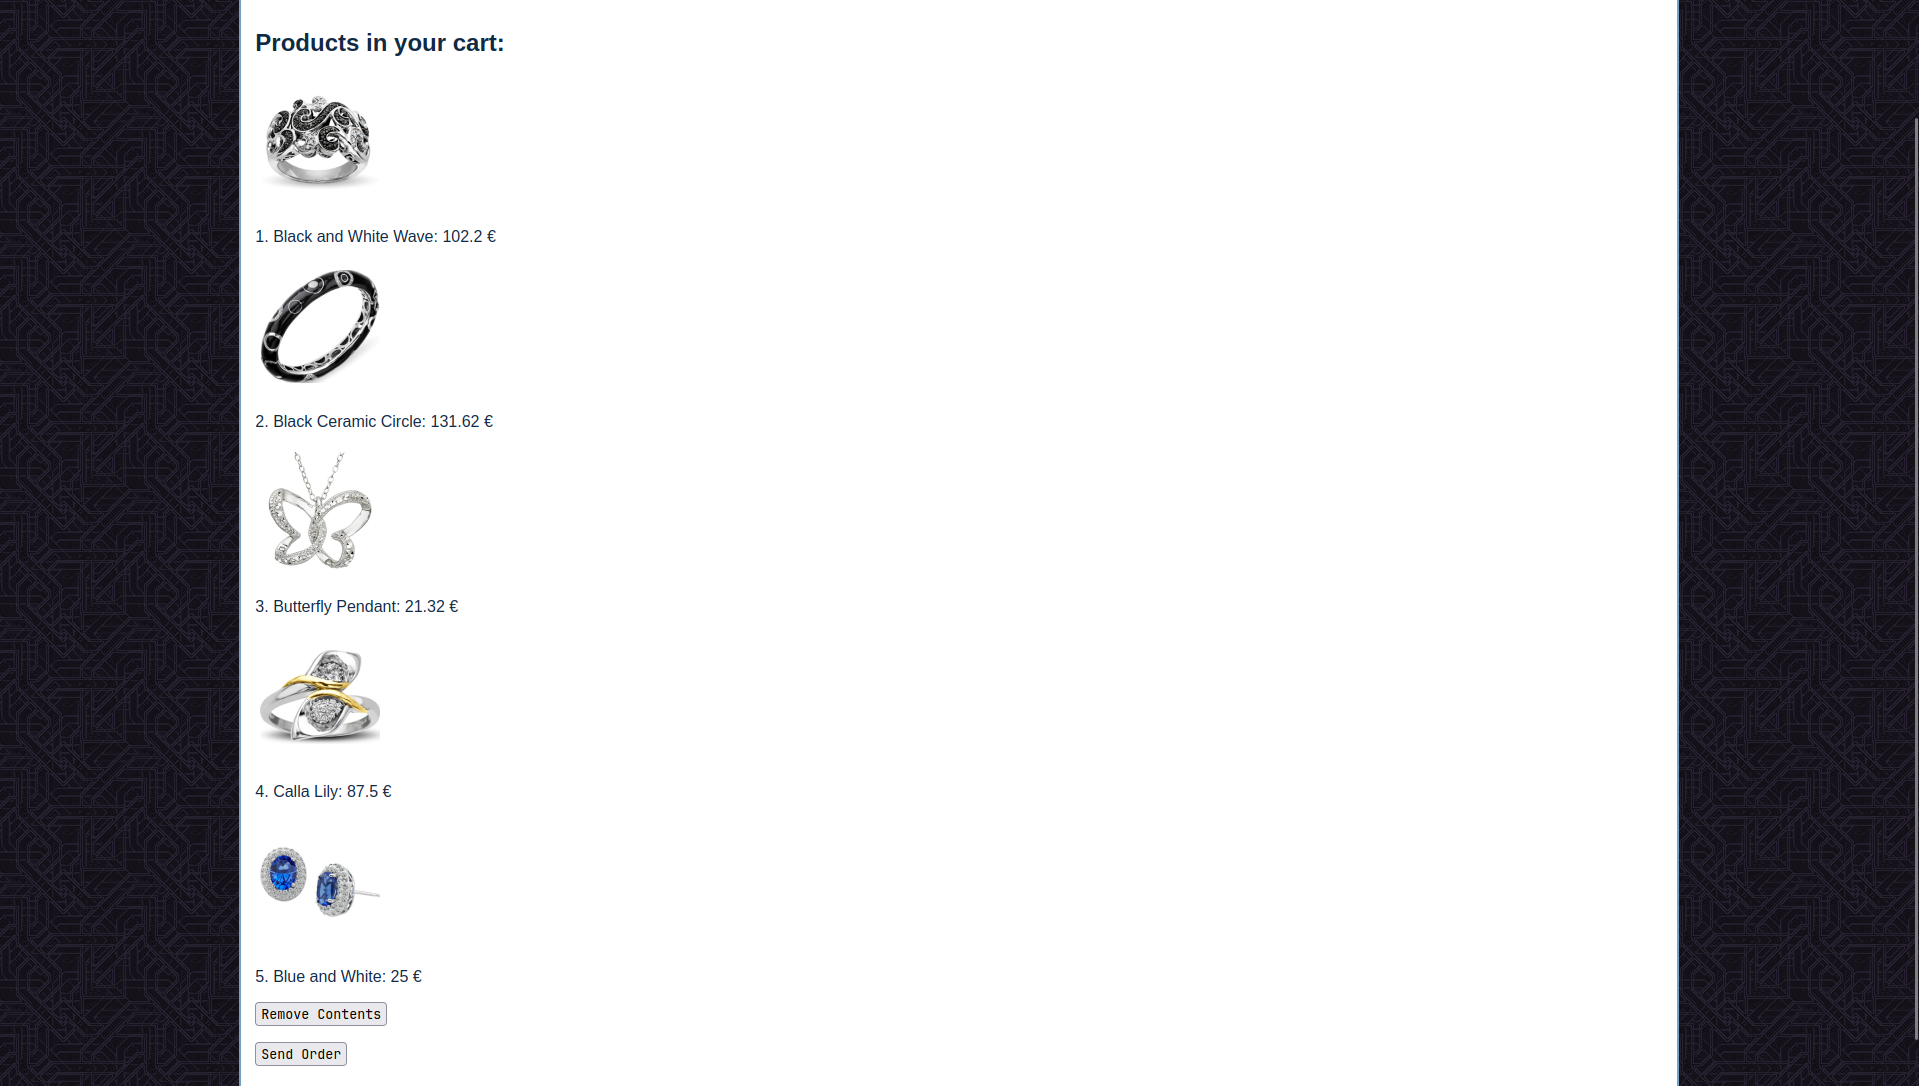 Products in your cart:
1. Black and White Wave: 102.2 €
2. Black Ceramic Circle: 131.62 €
3. Butterfly Pendant: 21.32 €
4. Calla Lily: 87.5 €
5. Blue and White: 25 €
Remove Contents
Send Order